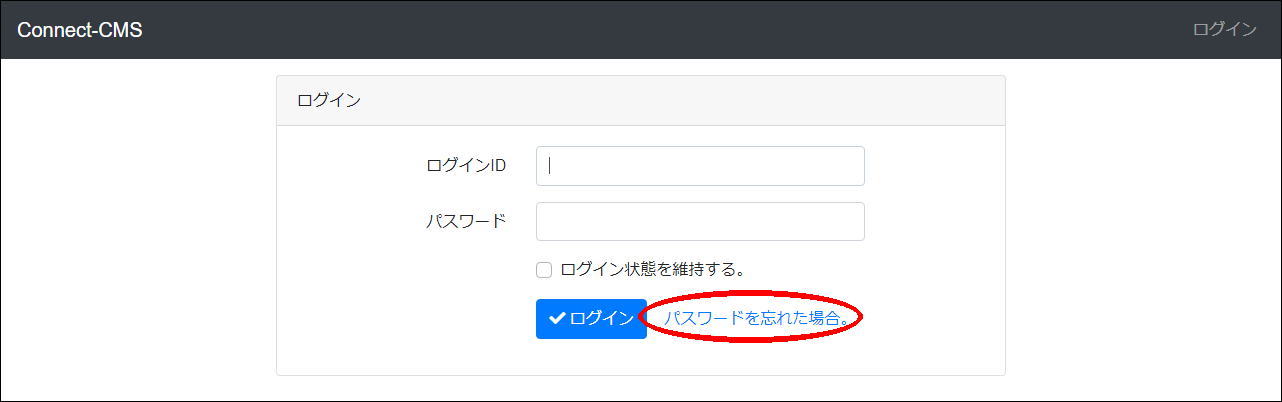 Connect-CMS
ログイン
ログイン
ログインID
パスワード
ログイン状態を維持する。
ログイン
パスワードを忘れた場合。